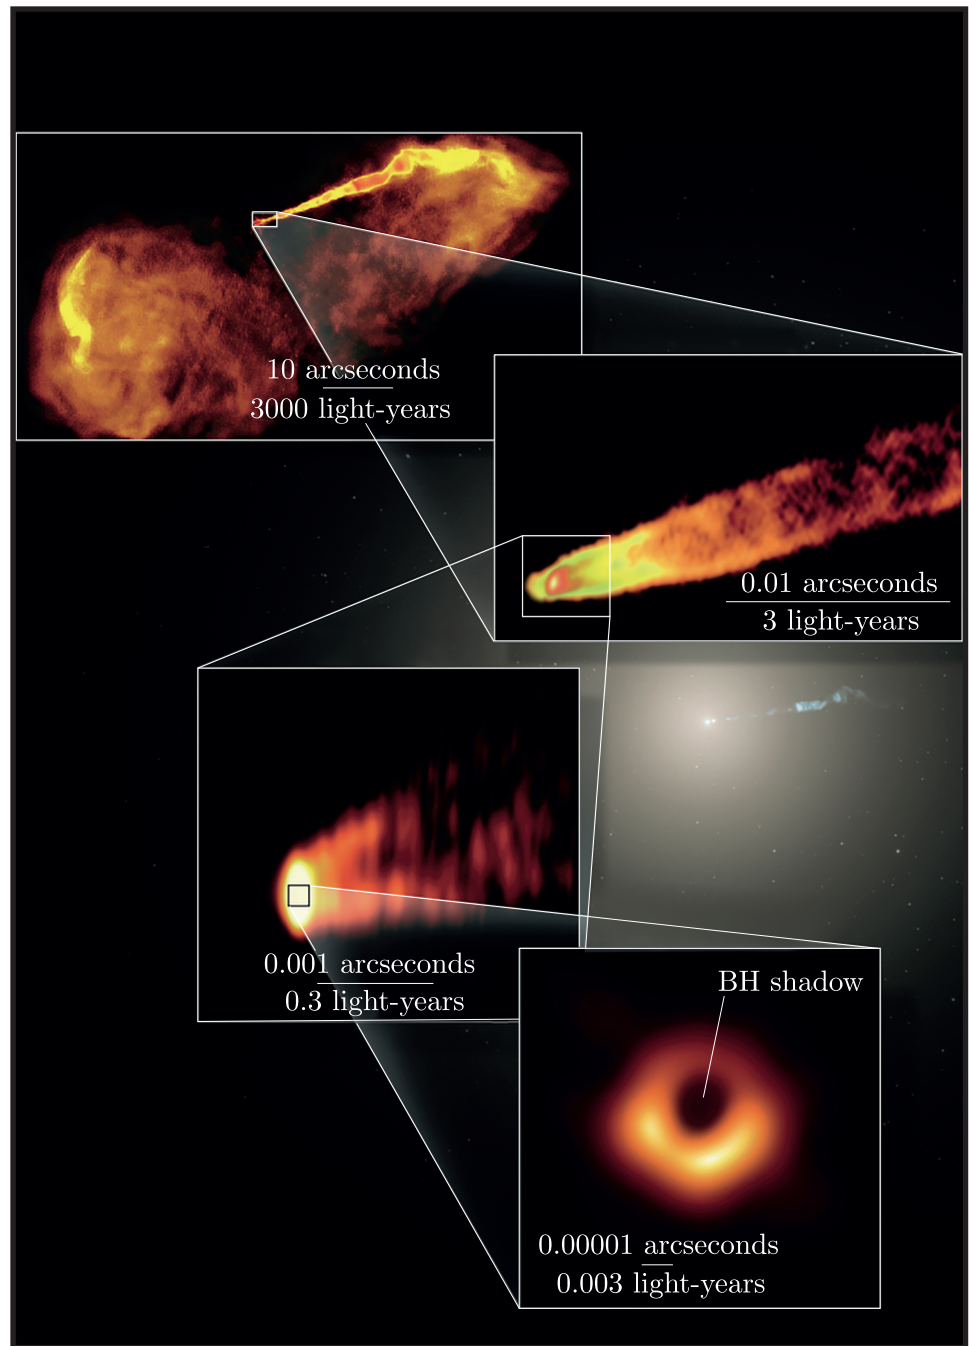 10 arcseconds
3000 light-years
0.01 arcseconds
3 light-years
0.001 arcseconds
0.3 light-years
BH shadow
0.00001 arcseconds
0.003 light-years